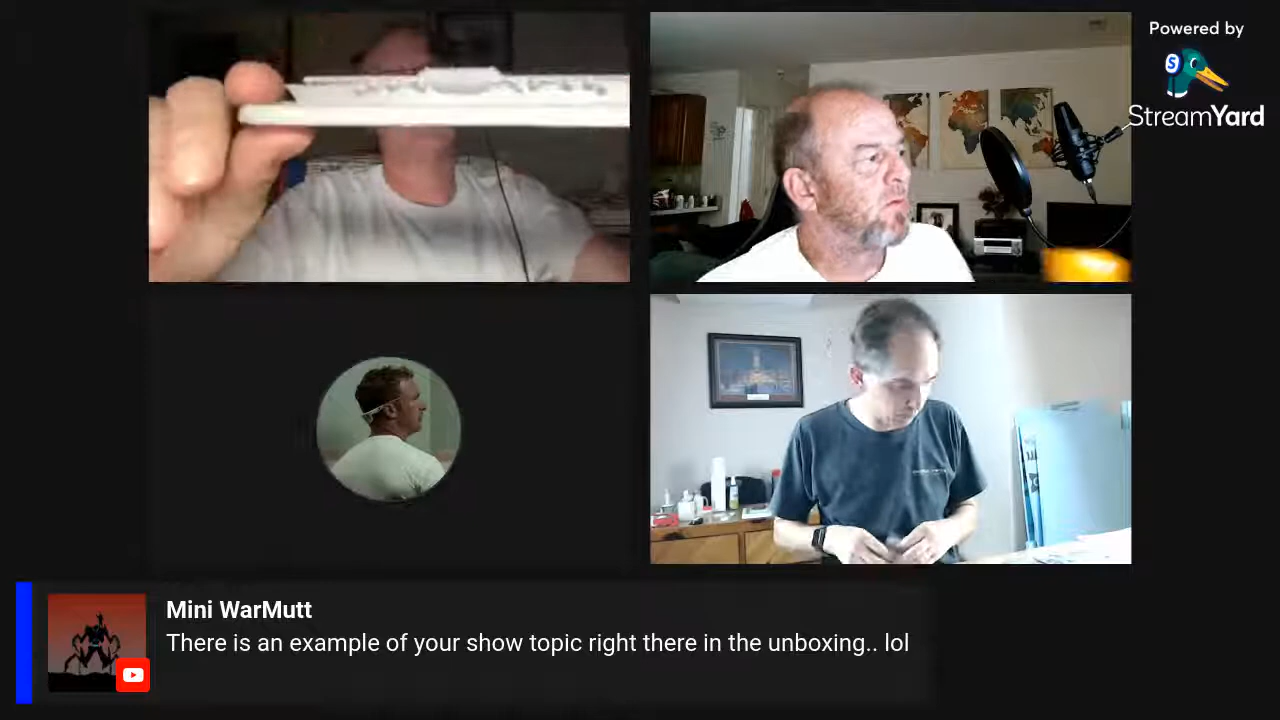 Powered by
StreamYard
Mini WarMutt
There is an example of your show topic right there in the unboxing.. lol